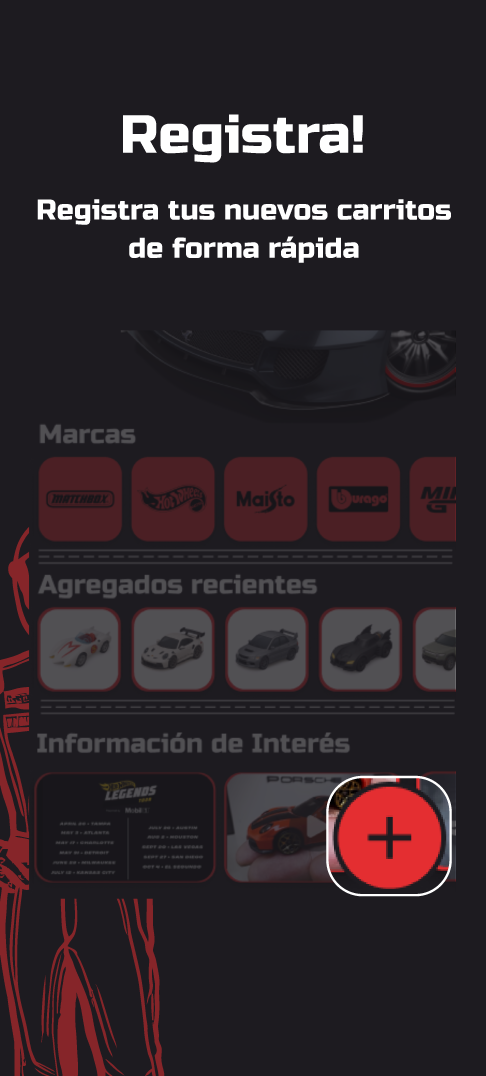 Registra!
Registra tus nuevos carritos
de forma rápida
Marcas
MATCHBOX
Hot Wheels
Maisto
Burago
MIN
G
Agregados recientes
Información de Interés
LEGENDS
PORSCHE